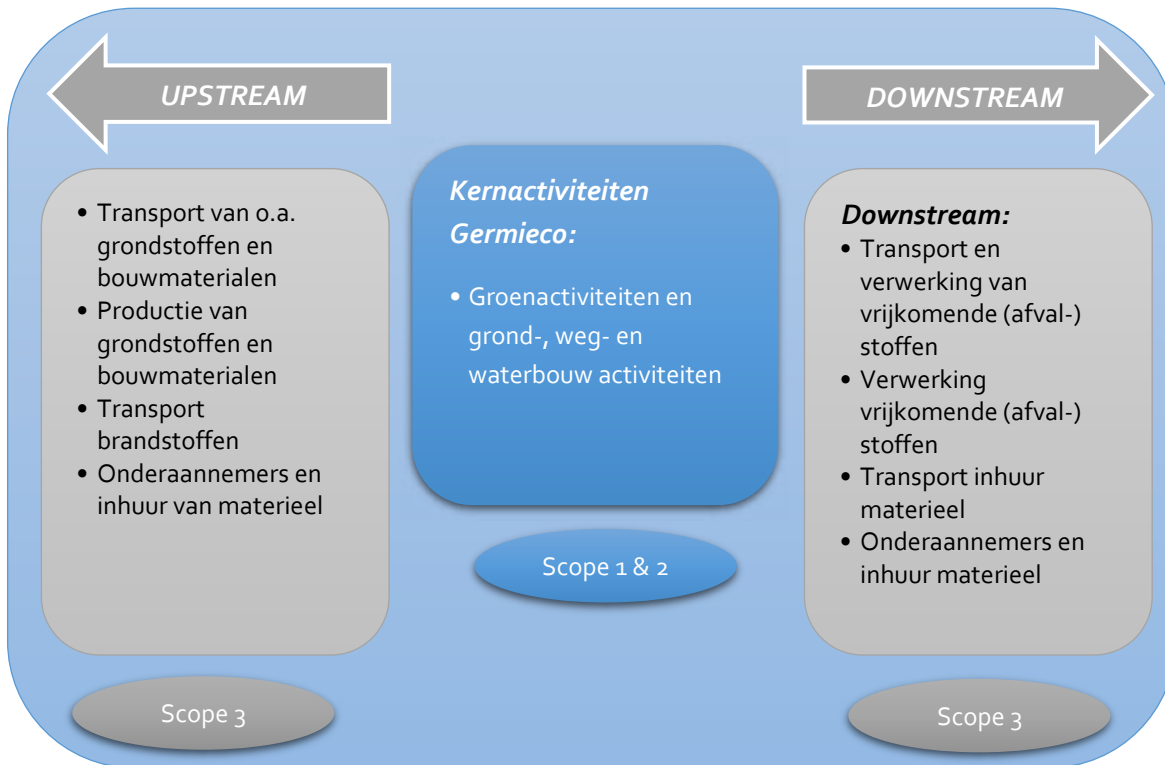 UPSTREAM
• Transport van o.a.
grondstoffen en
bouwmaterialen
• Productie van
grondstoffen en
bouwmaterialen
• Transport
brandstoffen
• Onderaannemers en
inhuur van materieel
Scope 3
Kernactiviteiten
Germieco:
• Groenactiviteiten en
grond-, weg- en
waterbouw activiteiten
Scope 1 & 2
DOWNSTREAM
Downstream:
• Transport en
verwerking van
vrijkomende (afval-)
stoffen
• Verwerking
vrijkomende (afval-)
stoffen
• Transport inhuur
materieel
• Onderaannemers en
inhuur materieel
Scope 3